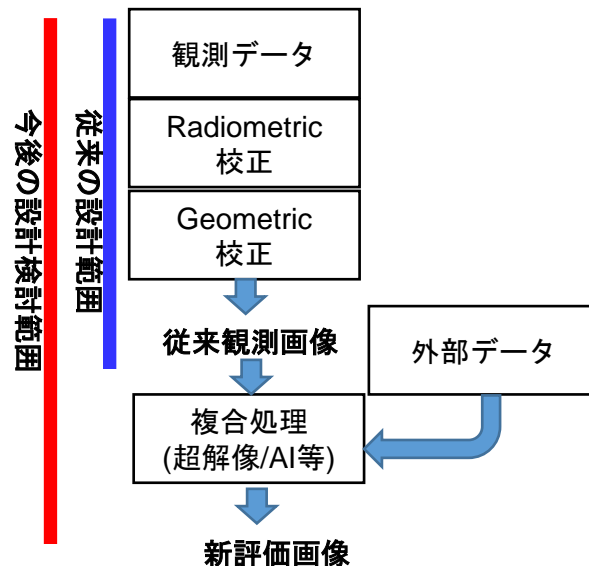 観測データ
Radiometric
校正
Geometric
校正
従来観測画像
外部データ
複合処理
(超解像/AI等)
新評価画像
従来の設計範囲
今後の設計検討範囲